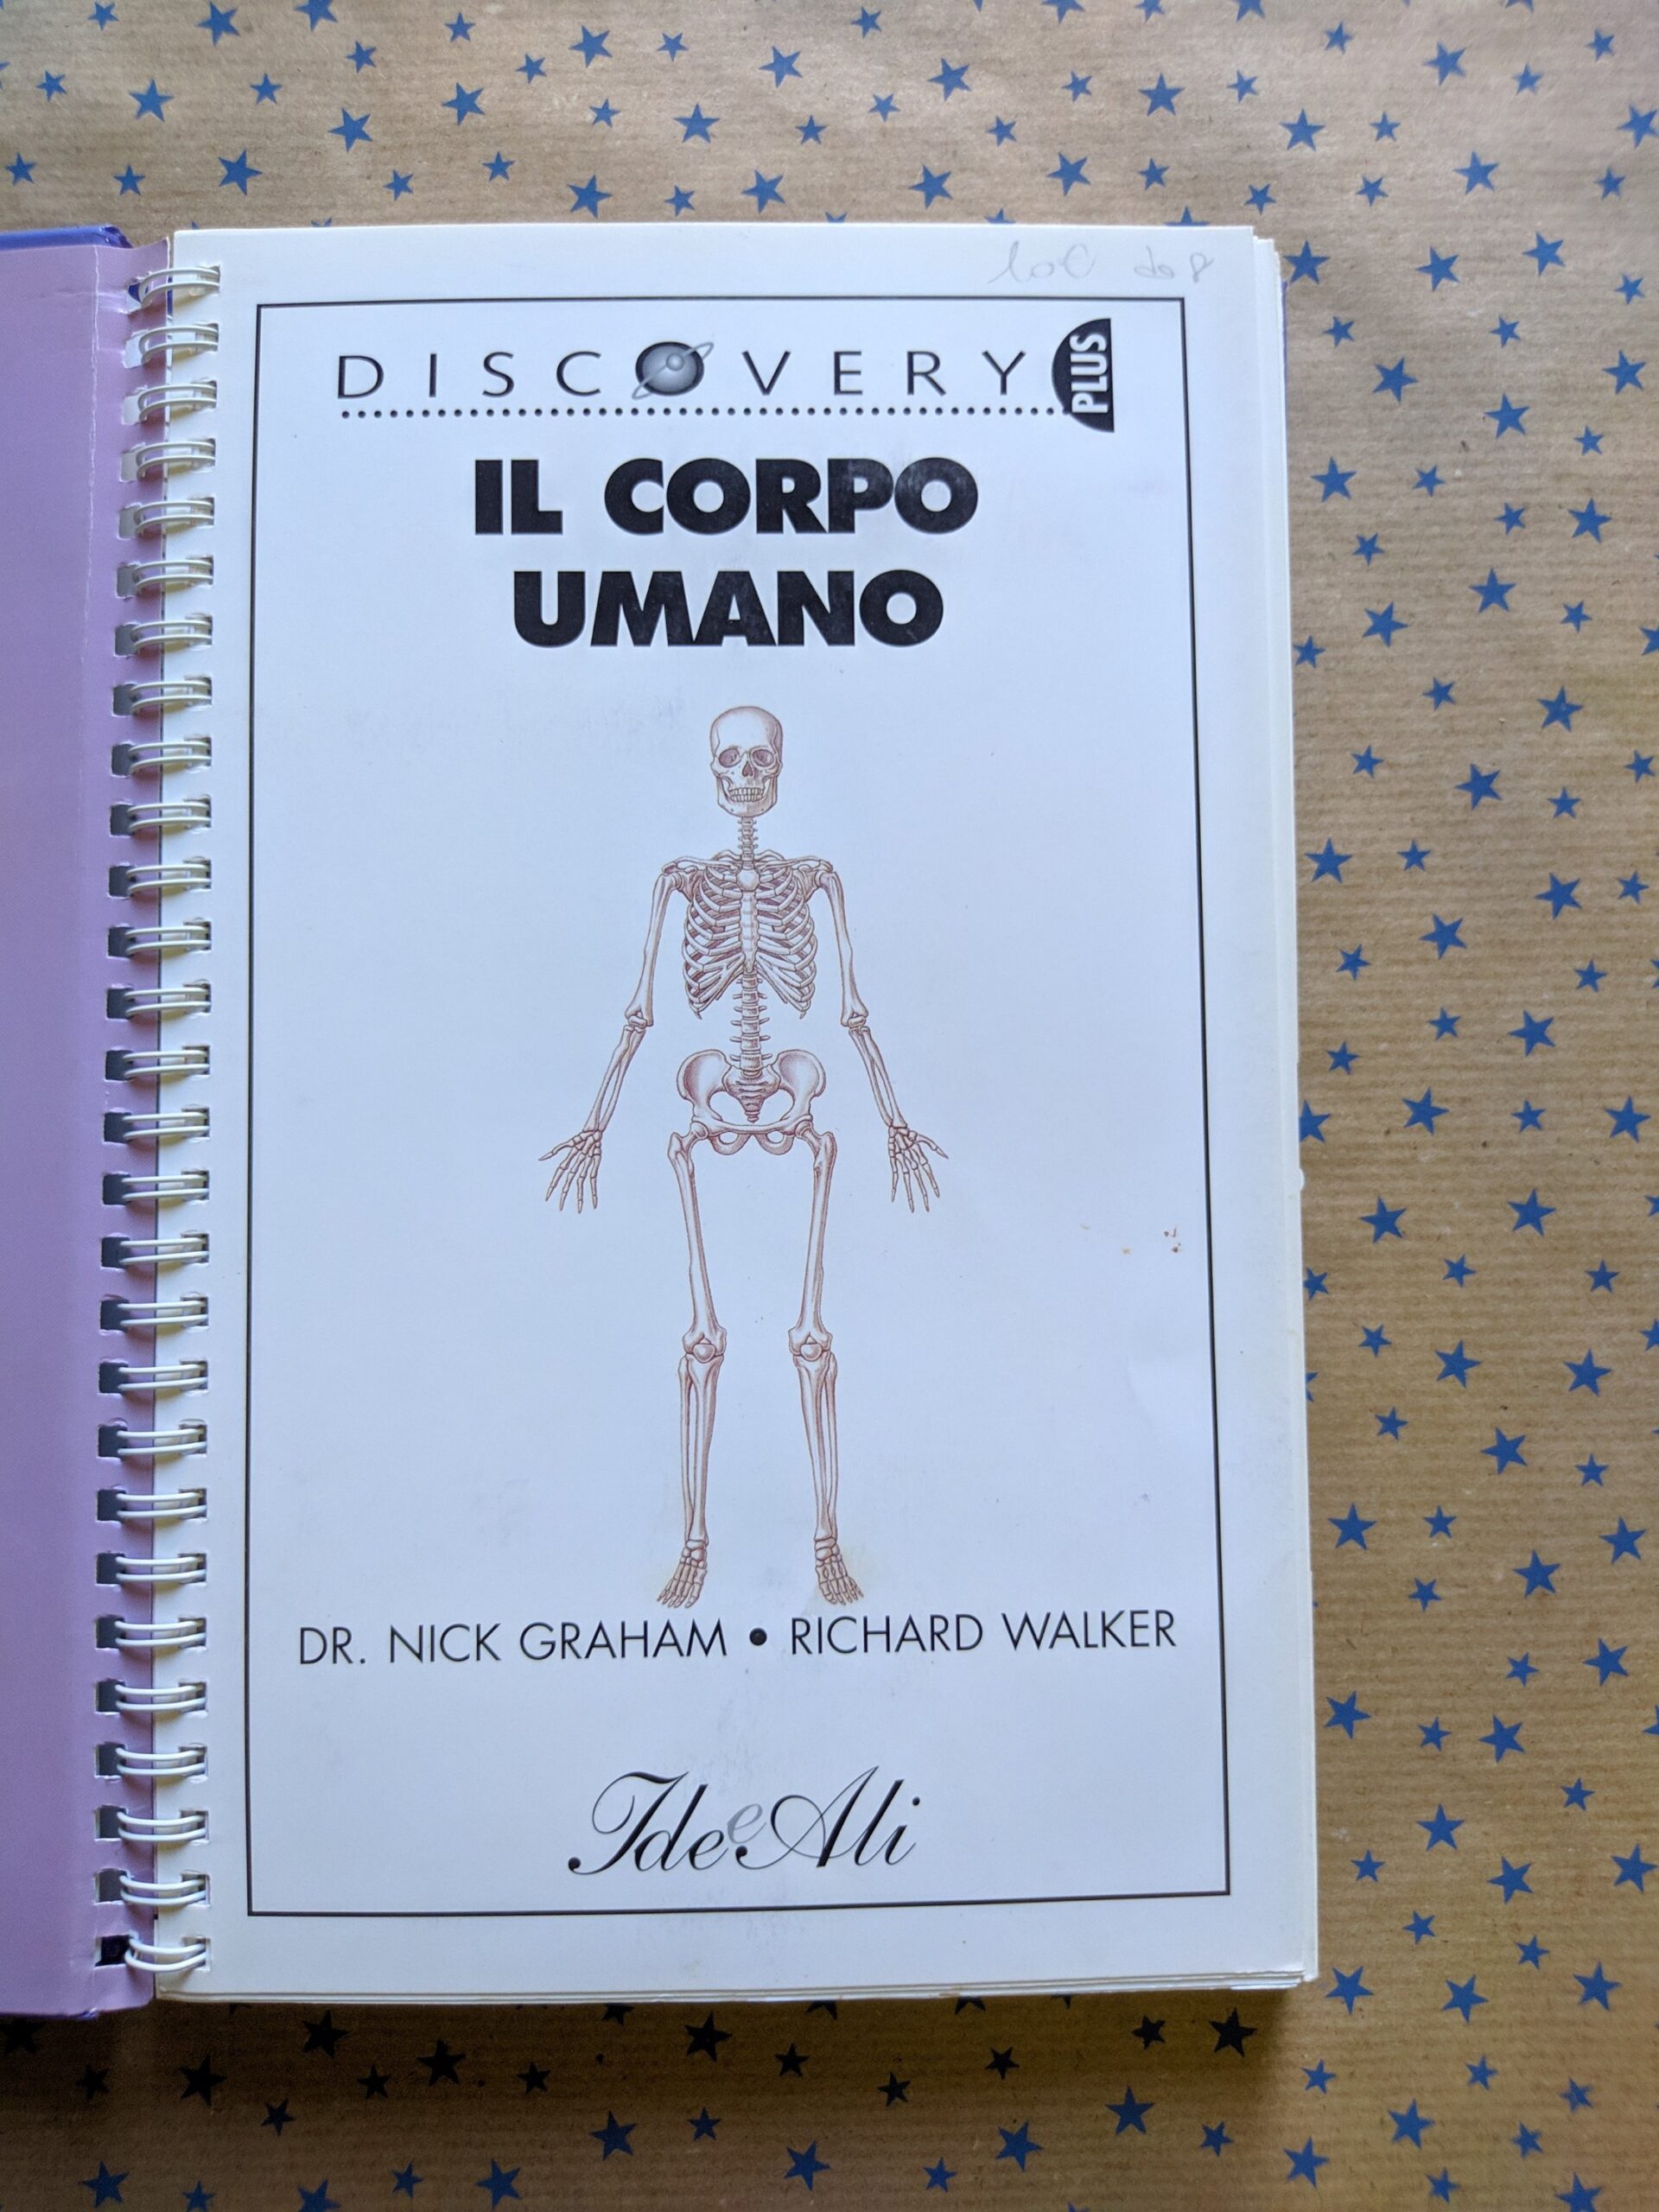 DISCOVERY PLUS
IL CORPO
UMANO
DR. NICK GRAHAM • RICHARD WALKER
IdeeAli